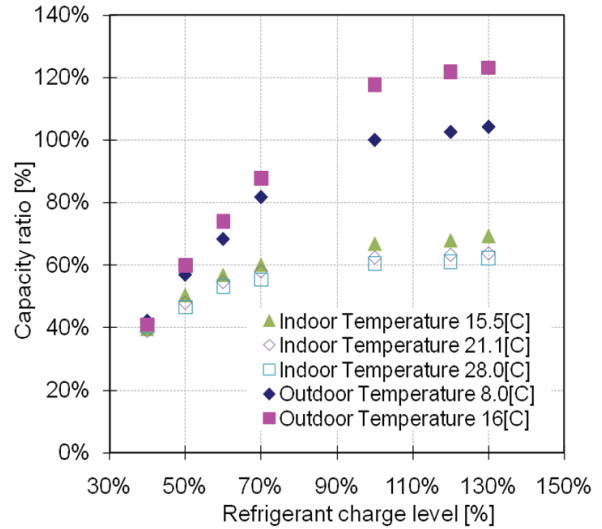 140%
120%
100%
80%
60%
40%
20%
0%
Capacity ratio [%]
Indoor Temperature 15.5[C]
Indoor Temperature 21.1[C]
Indoor Temperature 28.0[C]
Outdoor Temperature 8.0[C]
Outdoor Temperature 16[C]
30% 50% 70% 90% 110% 130% 150%
Refrigerant charge level [%]